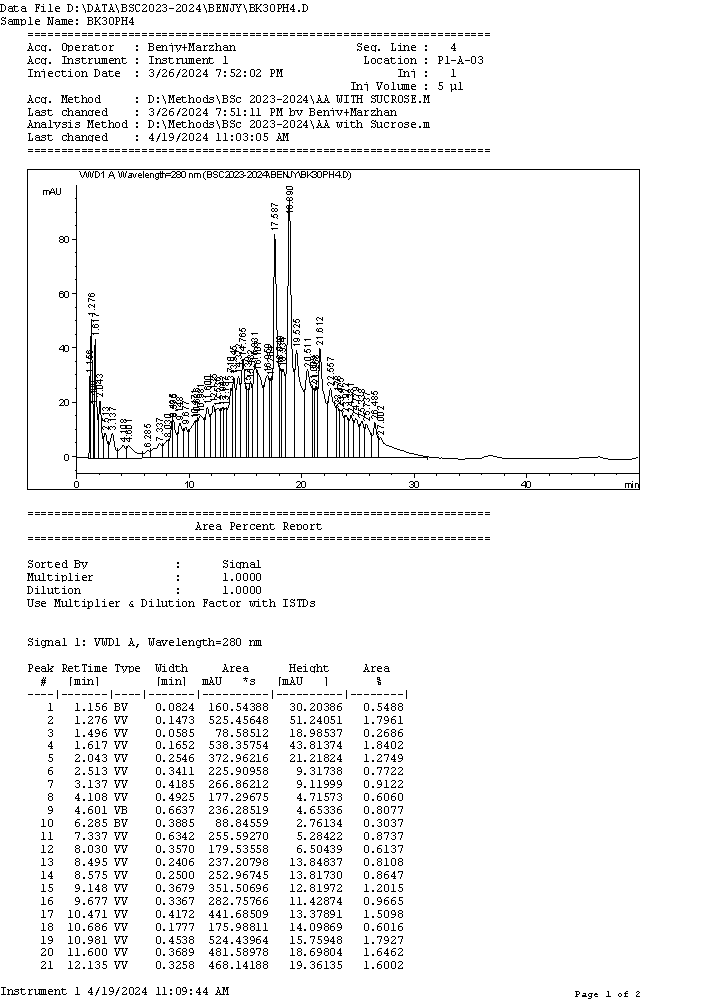 Data File D:\DATA\BSC2023-2024\BENJY\BK30PH4.D
Sample Name: BK30PH4
=====================================================================
Acq. Operator : Benjy+Marzhan Seq. Line : 4
Acq. Instrument : Instrument 1 Location : P1-A-03
Injection Date : 3/26/2024 7:52:02 PM Inj : 1
Inj Volume : 5 µl
Acq. Method : D:\Methods\BSc 2023-2024\AA WITH SUCROSE.M
Last changed : 3/26/2024 7:51:11 PM by Benjy+Marzhan
Analysis Method : D:\Methods\BSc 2023-2024\AA with Sucrose.m
Last changed : 4/19/2024 11:03:05 AM
=====================================================================
VWD1 A, Wavelength=280 nm (BSC2023-2024\BENJY\BK30PH4.D)
mAU
80
60
40
20
0
1.276
1.617
2.043
3.137
4.108
4.601
6.285
7.337
17.587
18.890
19.525
21.612
22.557
26.485
27.002
0 10 20 30 40 min
=====================================================================
Area Percent Report
=====================================================================
Sorted By : Signal
Multiplier : 1.0000
Dilution : 1.0000
Use Multiplier & Dilution Factor with ISTDs
Signal 1: VWD1 A, Wavelength=280 nm
Peak RetTime Type Width Area Height Area
# [min] [min] mAU *s [mAU ] %
----|-------|----|-------|----------|----------|--------|
1 1.156 BV 0.0824 160.54388 30.20386 0.5488
2 1.276 VV 0.1473 525.45648 51.24051 1.7961
3 1.496 VV 0.0585 78.58512 18.98537 0.2686
4 1.617 VV 0.1652 538.35754 43.81374 1.8402
5 2.043 VV 0.2546 372.96216 21.21824 1.2749
6 2.513 VV 0.3411 225.90958 9.31738 0.7722
7 3.137 VV 0.4185 266.86212 9.11999 0.9122
8 4.108 VV 0.4925 177.29675 4.71573 0.6060
9 4.601 VB 0.6637 236.28519 4.65336 0.8077
10 6.285 BV 0.3885 88.84559 2.76134 0.3037
11 7.337 VV 0.6342 255.59270 5.28422 0.8737
12 8.030 VV 0.3570 179.53558 6.50439 0.6137
13 8.495 VV 0.2406 237.20798 13.84837 0.8108
14 8.575 VV 0.2500 252.96745 13.81730 0.8647
15 9.148 VV 0.3679 351.50696 12.81972 1.2015
16 9.677 VV 0.3367 282.75766 11.42874 0.9665
17 10.471 VV 0.4172 441.68509 13.37891 1.5098
18 10.686 VV 0.1777 175.98811 14.09869 0.6016
19 10.981 VV 0.4538 524.43964 15.75948 1.7927
20 11.600 VV 0.3689 481.58978 18.69804 1.6462
21 12.135 VV 0.3258 468.14188 19.36135 1.6002
Instrument 1 4/19/2024 11:09:44 AM
Page 1 of 2